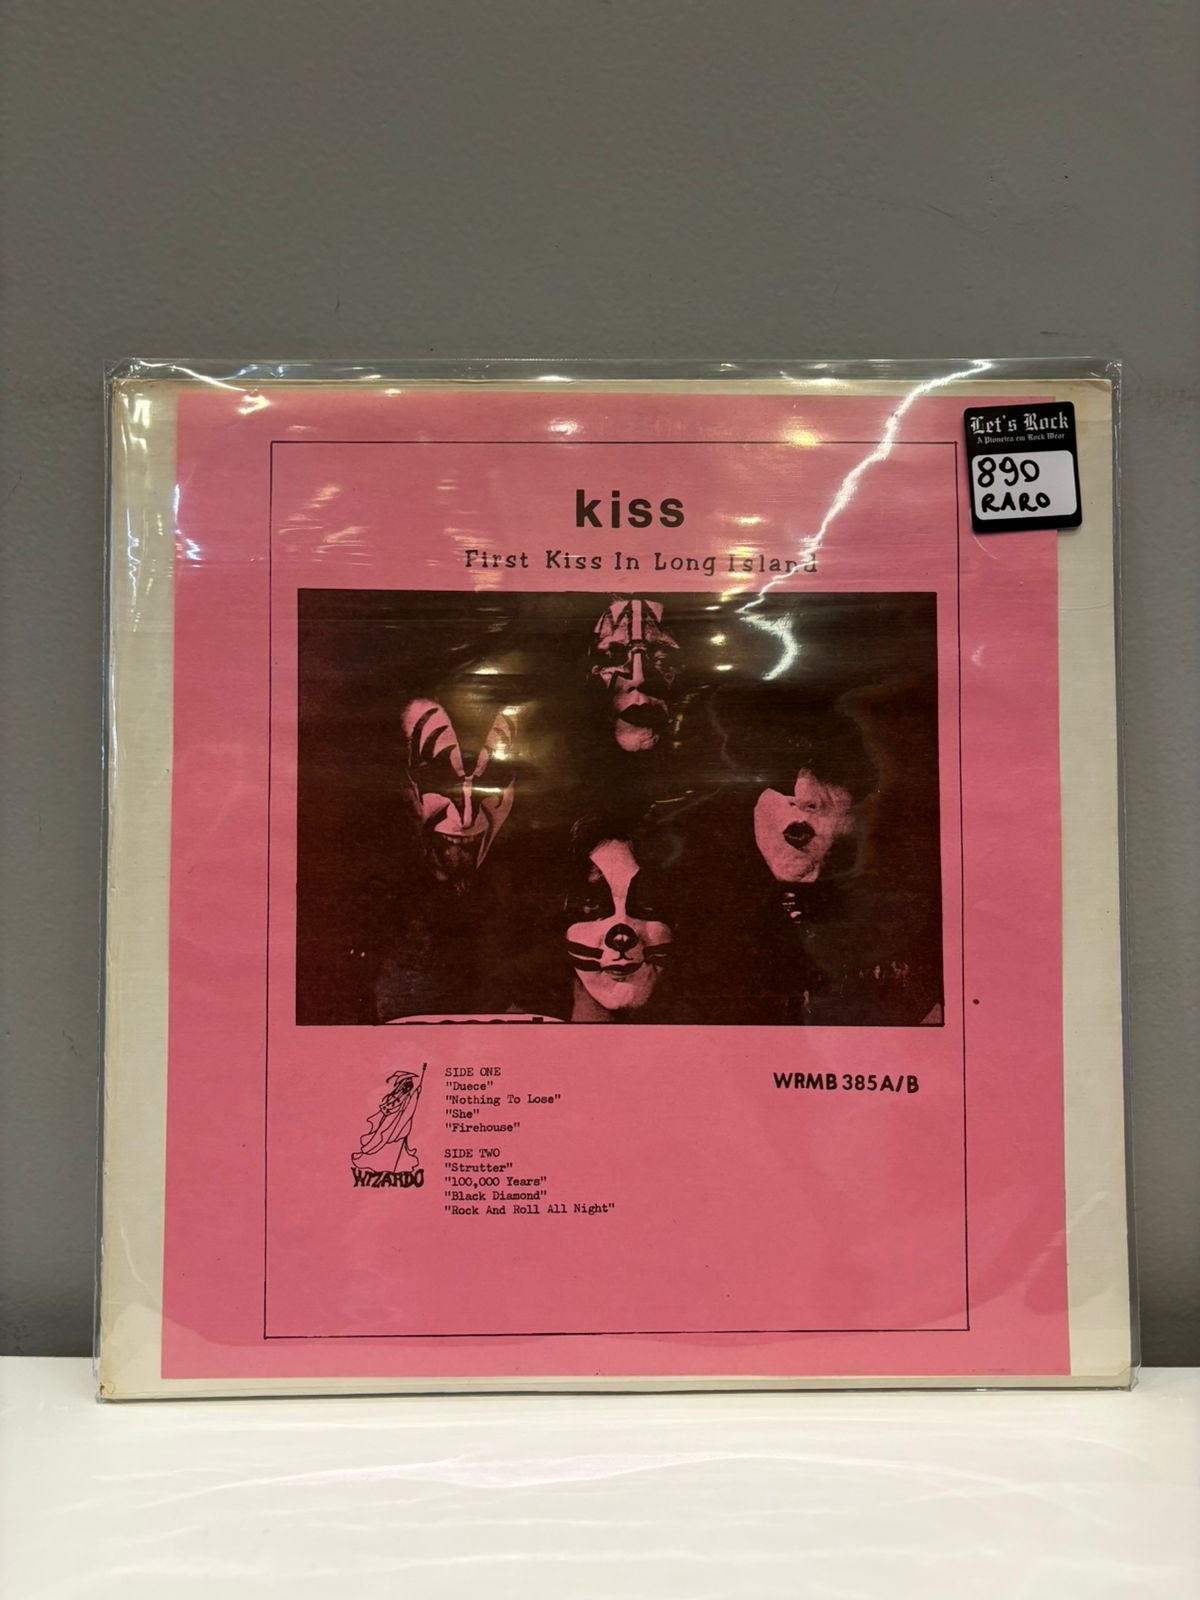 Let's Rock
A Pioneira em Rock Wear
890
RARO
kiss
First Kiss In Long Island
SIDE ONE
"Duece"
"Nothing To Lose"
"She"
"Firehouse"
SIDE TWO
"Strutter"
"100,000 Years"
"Black Diamond"
"Rock And Roll All Night"
WIZARDO
WRMB 385A/B